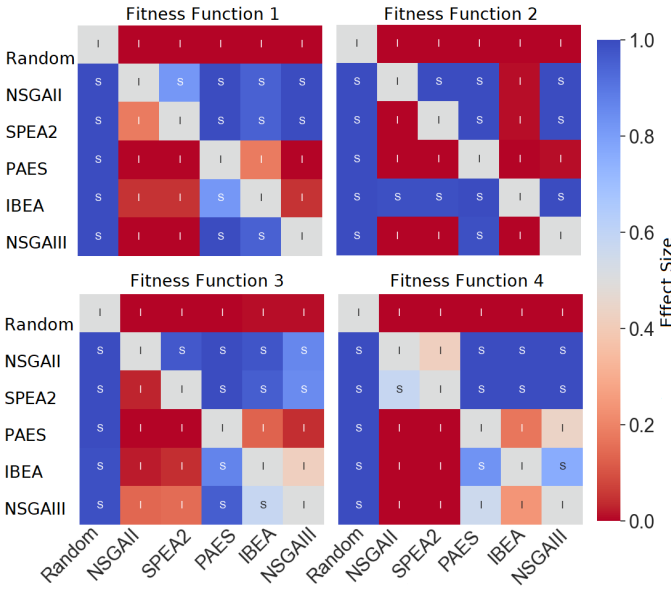 Fitness Function 1 Fitness Function 2
Random I I I I I I I I I I I I
NSGAII S I S S S S S I S S I S
SPEA2 S I I S S S S I I S I S
PAES S I I I I I S I I I I I
IBEA S I I S I I S S S S I S
NSGAIII S I I S S I S I I S I I
Fitness Function 3 Fitness Function 4
Random I I I I I I I I I I I I
NSGAII S I S S S S S I I S S S
SPEA2 S I I S S S S S I S S S
PAES S I I I I I S I I I I I
IBEA S I I S I I S I I S I S
NSGAIII S I I S S I S I I S I I
Random NSGAII SPEA2 PAES IBEA NSGAIII Random NSGAII SPEA2 PAES IBEA NSGAIII
1.0
0.8
0.6
0.4
0.2
0.0
Effect Size